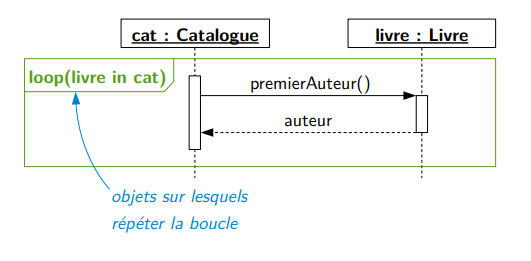 cat : Catalogue
livre : Livre
loop(livre in cat)
premierAuteur()
auteur
objets sur lesquels
répéter la boucle